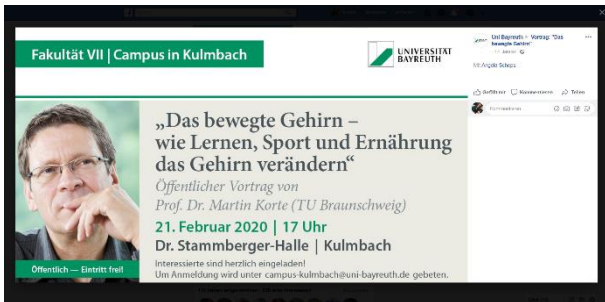 Fakultät VII | Campus in Kulmbach
UNIVERSITÄT
BAYREUTH
„Das bewegte Gehirn –
wie Lernen, Sport und Ernährung
das Gehirn verändern“
Öffentlicher Vortrag von
Prof. Dr. Martin Korte (TU Braunschweig)
21. Februar 2020 | 17 Uhr
Dr. Stammberger-Halle | Kulmbach
Interessierte sind herzlich eingeladen!
Um Anmeldung wird unter campus-kulmbach@uni-bayreuth.de gebeten.
Öffentlich — Eintritt frei!
Uni Bayreuth
Vortrag: "Das
bewegte Gehirn"
Gefällt mir
Kommentieren
Teilen
Kommentieren